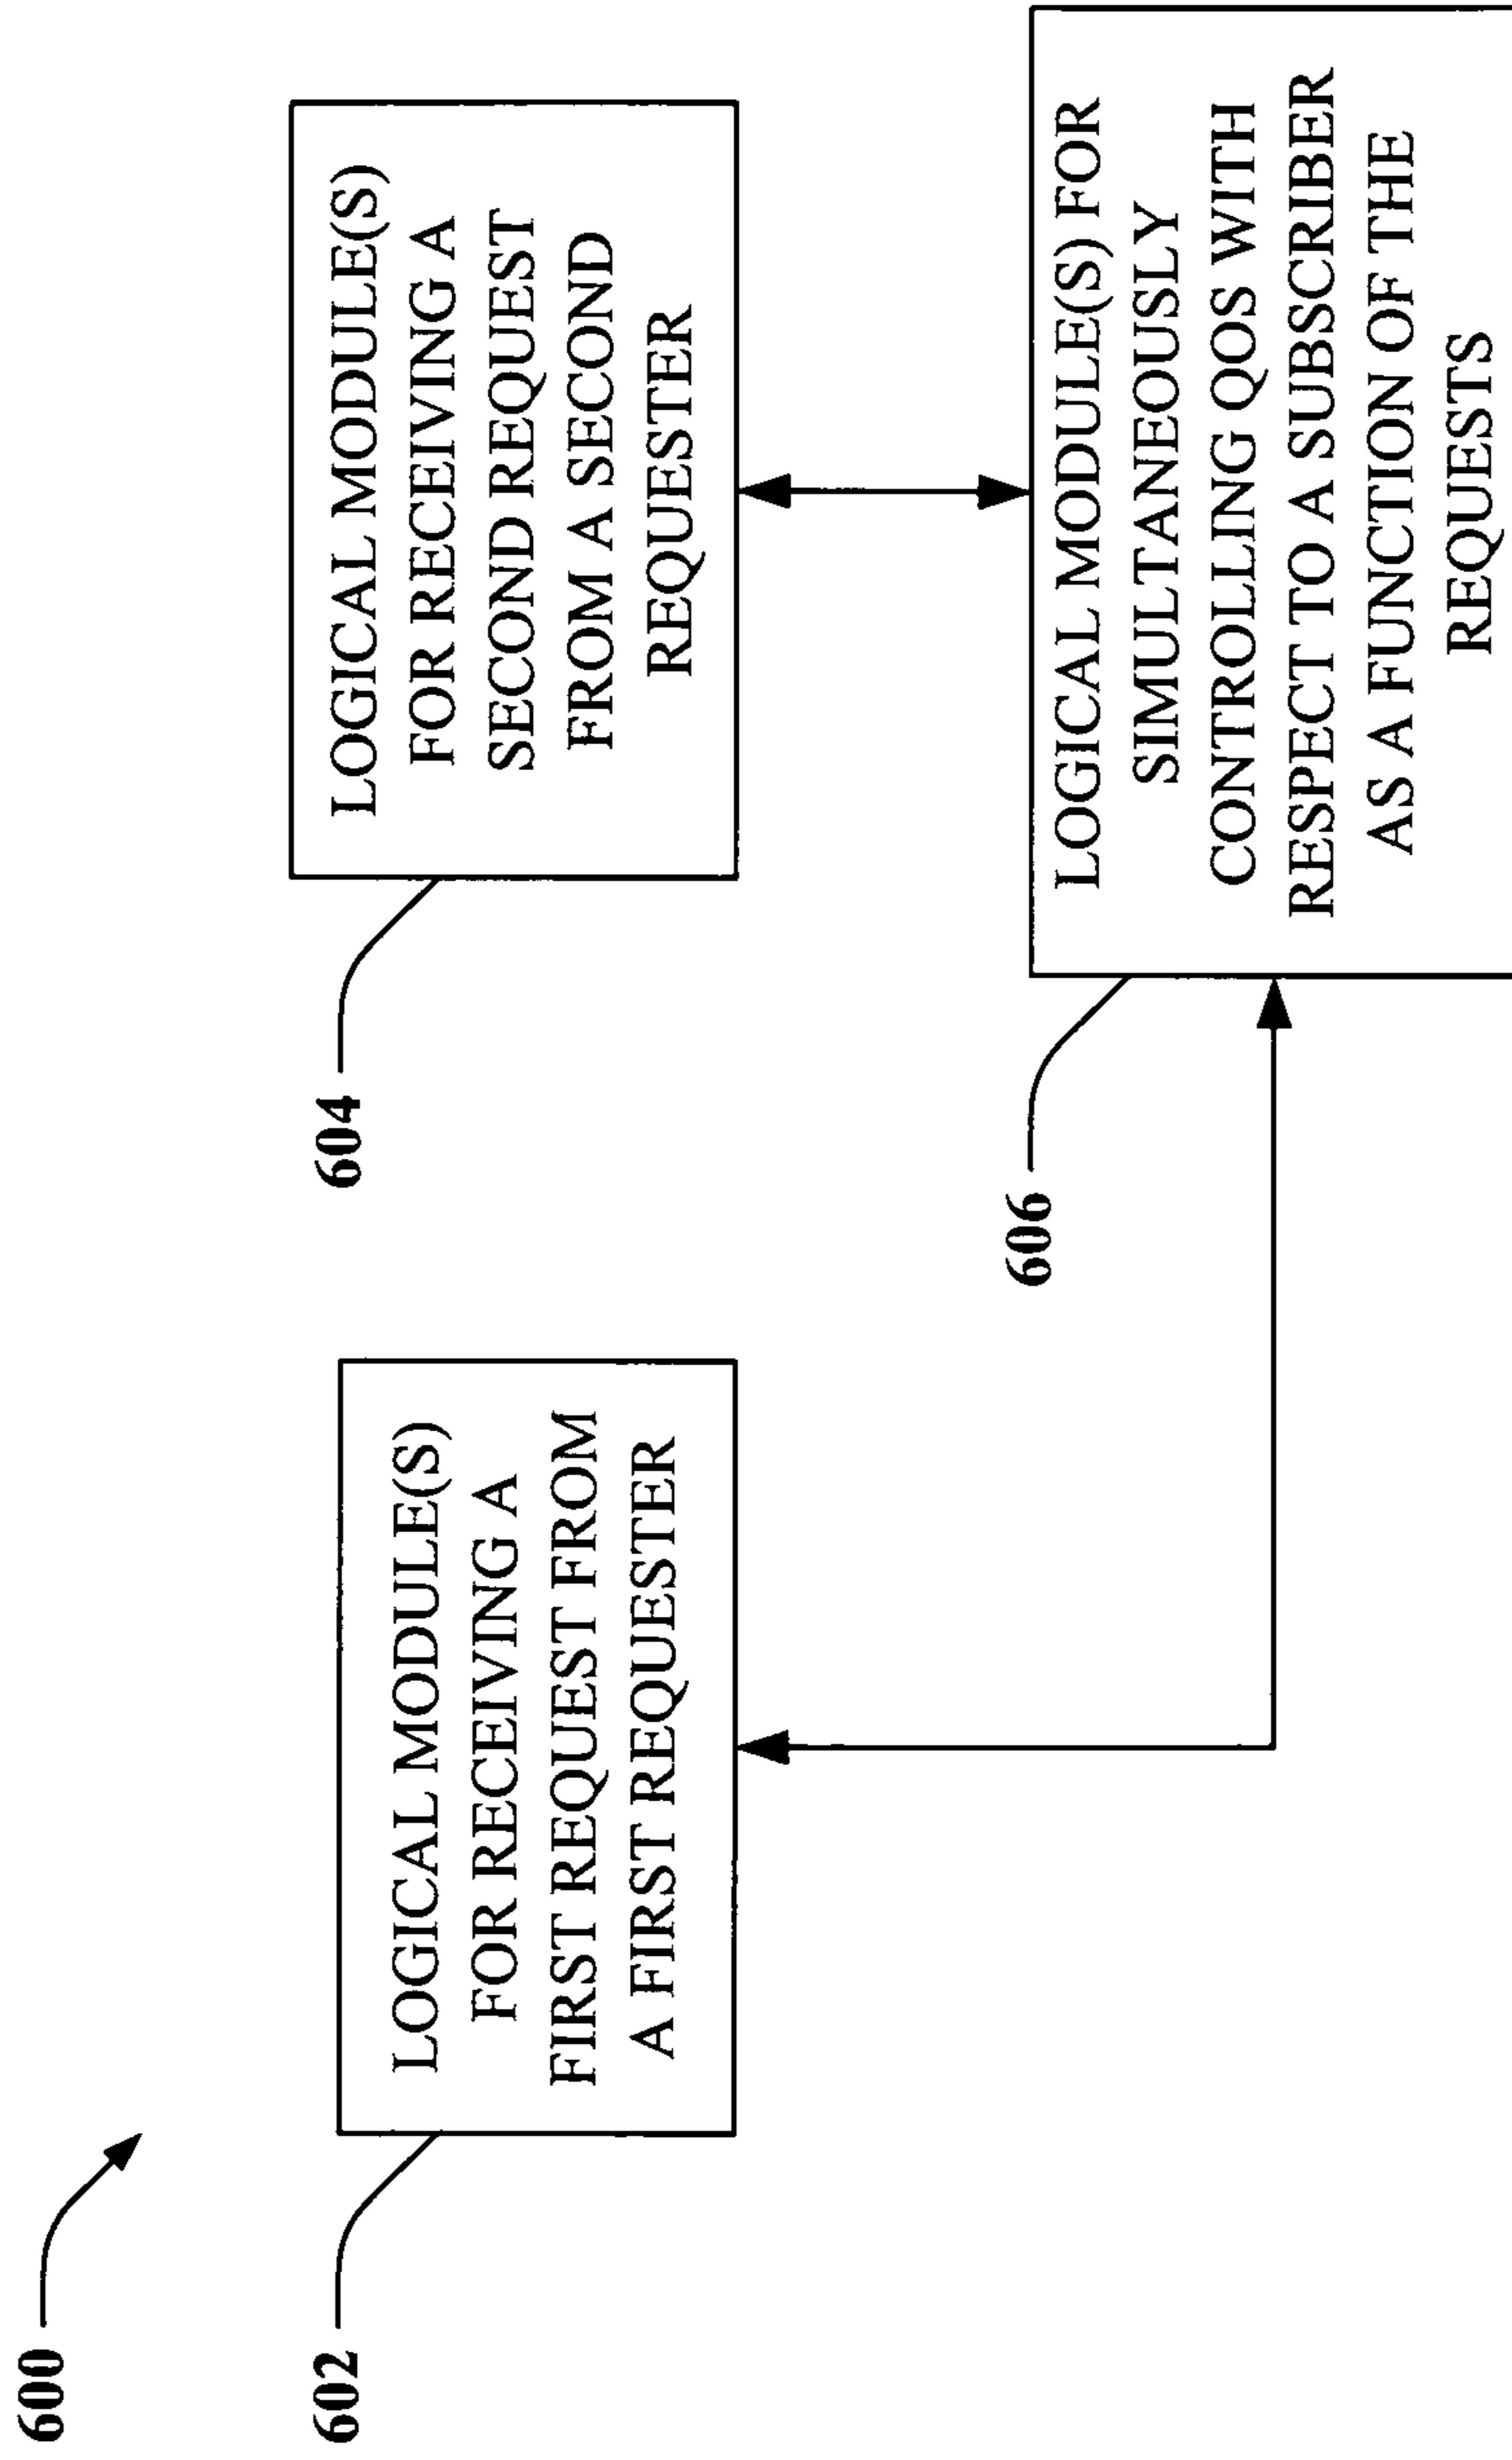 600
602
LOGICAL MODULE(S)
FOR RECEIVING A
FIRST REQUEST FROM
A FIRST REQUESTER
604
LOGICAL MODULE(S)
FOR RECEIVING A
SECOND REQUEST
FROM A SECOND
REQUESTER
606
LOGICAL MODULE(S) FOR
SIMULTANEOUSLY
CONTROLLING QOS WITH
RESPECT TO A SUBSCRIBER
AS A FUNCTION OF THE
REQUESTS